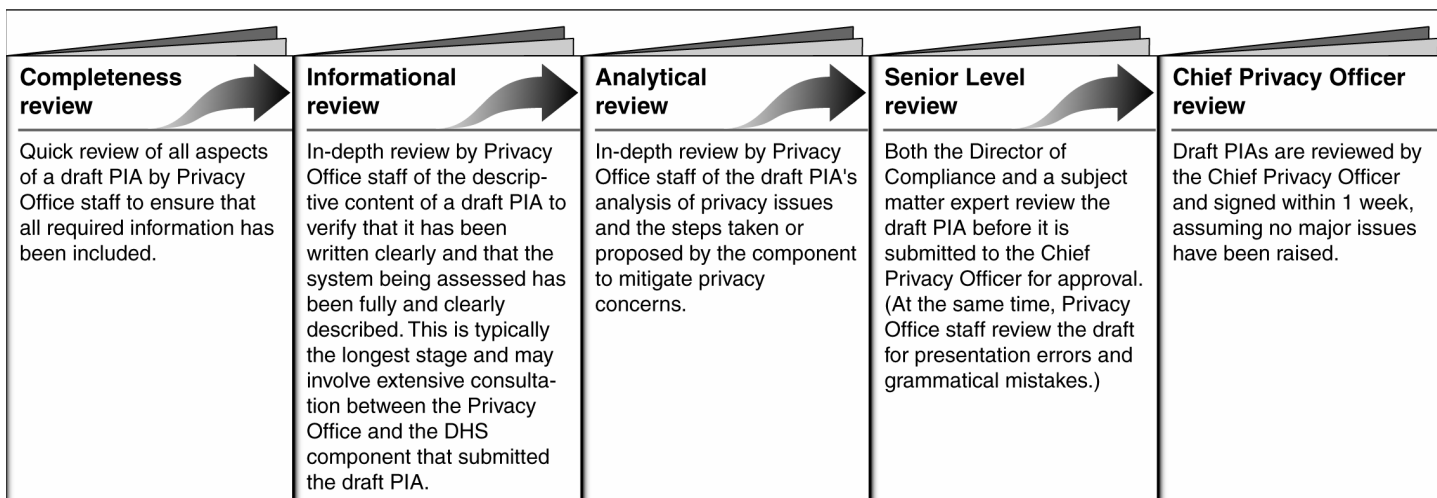 Completeness
review
Quick review of all aspects
of a draft PIA by Privacy
Office staff to ensure that
all required information has
been included.
Informational
review
In-depth review by Privacy
Office staff of the descrip-
tive content of a draft PIA to
verify that it has been
written clearly and that the
system being assessed has
been fully and clearly
described. This is typically
the longest stage and may
involve extensive consulta-
tion between the Privacy
Office and the DHS
component that submitted
the draft PIA.
Analytical
review
In-depth review by Privacy
Office staff of the draft PIA's
analysis of privacy issues
and the steps taken or
proposed by the component
to mitigate privacy
concerns.
Senior Level
review
Both the Director of
Compliance and a subject
matter expert review the
draft PIA before it is
submitted to the Chief
Privacy Officer for approval.
(At the same time, Privacy
Office staff review the draft
for presentation errors and
grammatical mistakes.)
Chief Privacy Officer
review
Draft PIAs are reviewed by
the Chief Privacy Officer
and signed within 1 week,
assuming no major issues
have been raised.